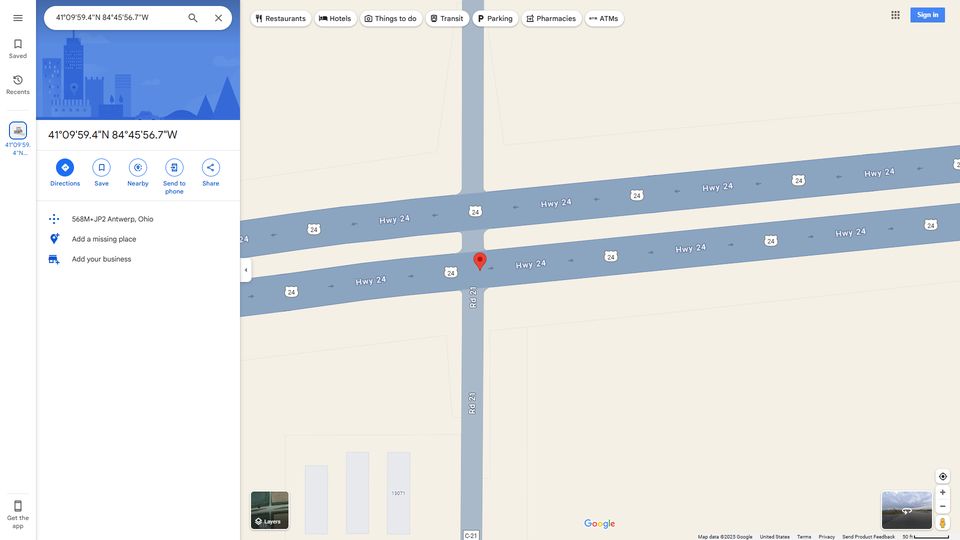 41°09'59.4"N 84°45'56.7"W
Restaurants
Hotels
Things to do
Transit
Parking
Pharmacies
ATMs
Sign in
Saved
Recents
41°09'59.
4"N...
41°09'59.4"N 84°45'56.7"W
Directions
Save
Nearby
Send to
phone
Share
568M+JP2 Antwerp, Ohio
Add a missing place
Add your business
Get the
app
24
Hwy 24
24
Hwy 24
24
Hwy 24
24
Hwy 24
24
24
24
Hwy 24
24
Hwy 24
24
Hwy 24
24
Hwy 24
24
Rd 21
Rd 21
C-21
Layers
Google
Map data ©2025 Google
United States
Terms
Privacy
Send Product Feedback
50 ft